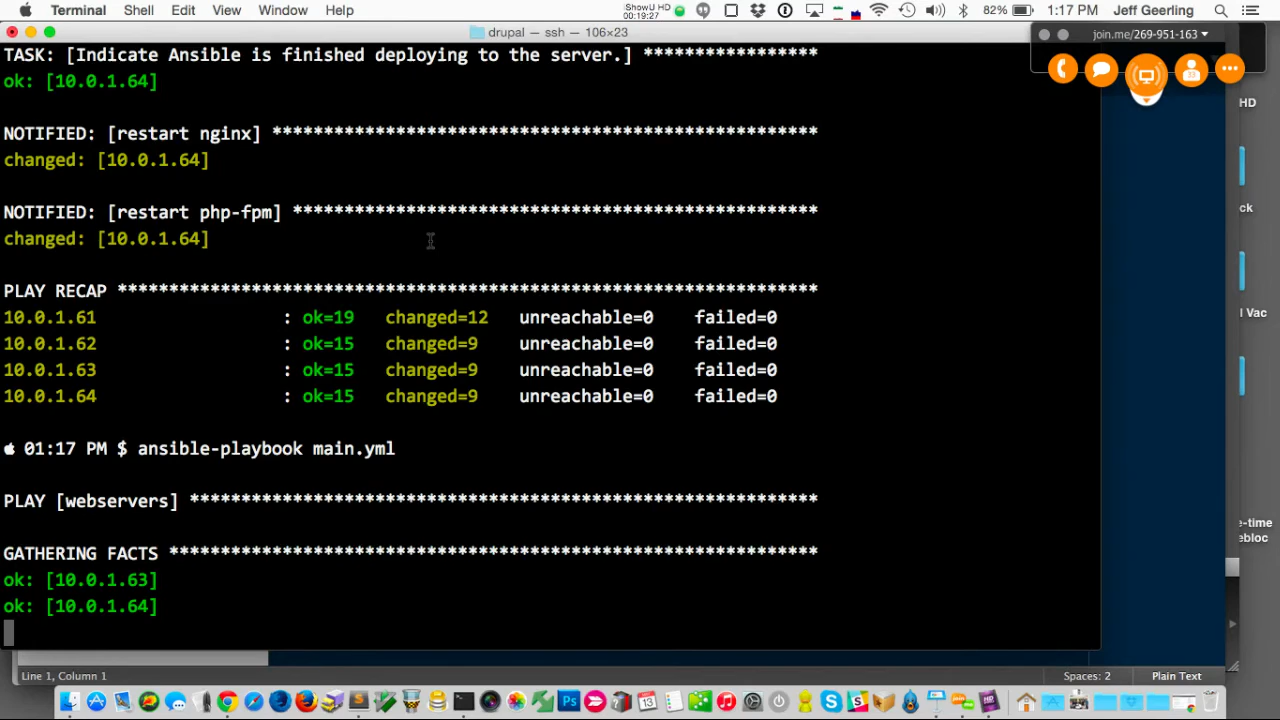 Terminal Shell Edit View Window Help ShowU HD 00:19:27 82% 1:17 PM Jeff Geerling
drupal — ssh — 106×23
join.me/269-951-163
TASK: [Indicate Ansible is finished deploying to the server.] *****************
ok: [10.0.1.64]
NOTIFIED: [restart nginx] *****************************************************
changed: [10.0.1.64]
NOTIFIED: [restart php-fpm] ***************************************************
changed: [10.0.1.64]
PLAY RECAP ********************************************************************
10.0.1.61 : ok=19 changed=12 unreachable=0 failed=0
10.0.1.62 : ok=15 changed=9 unreachable=0 failed=0
10.0.1.63 : ok=15 changed=9 unreachable=0 failed=0
10.0.1.64 : ok=15 changed=9 unreachable=0 failed=0
01:17 PM $ ansible-playbook main.yml
PLAY [webservers] *************************************************************
GATHERING FACTS ***************************************************************
ok: [10.0.1.63]
ok: [10.0.1.64]
HD
ck
l Vac
e-time
ebloc
Line 1, Column 1 Spaces: 2 Plain Text